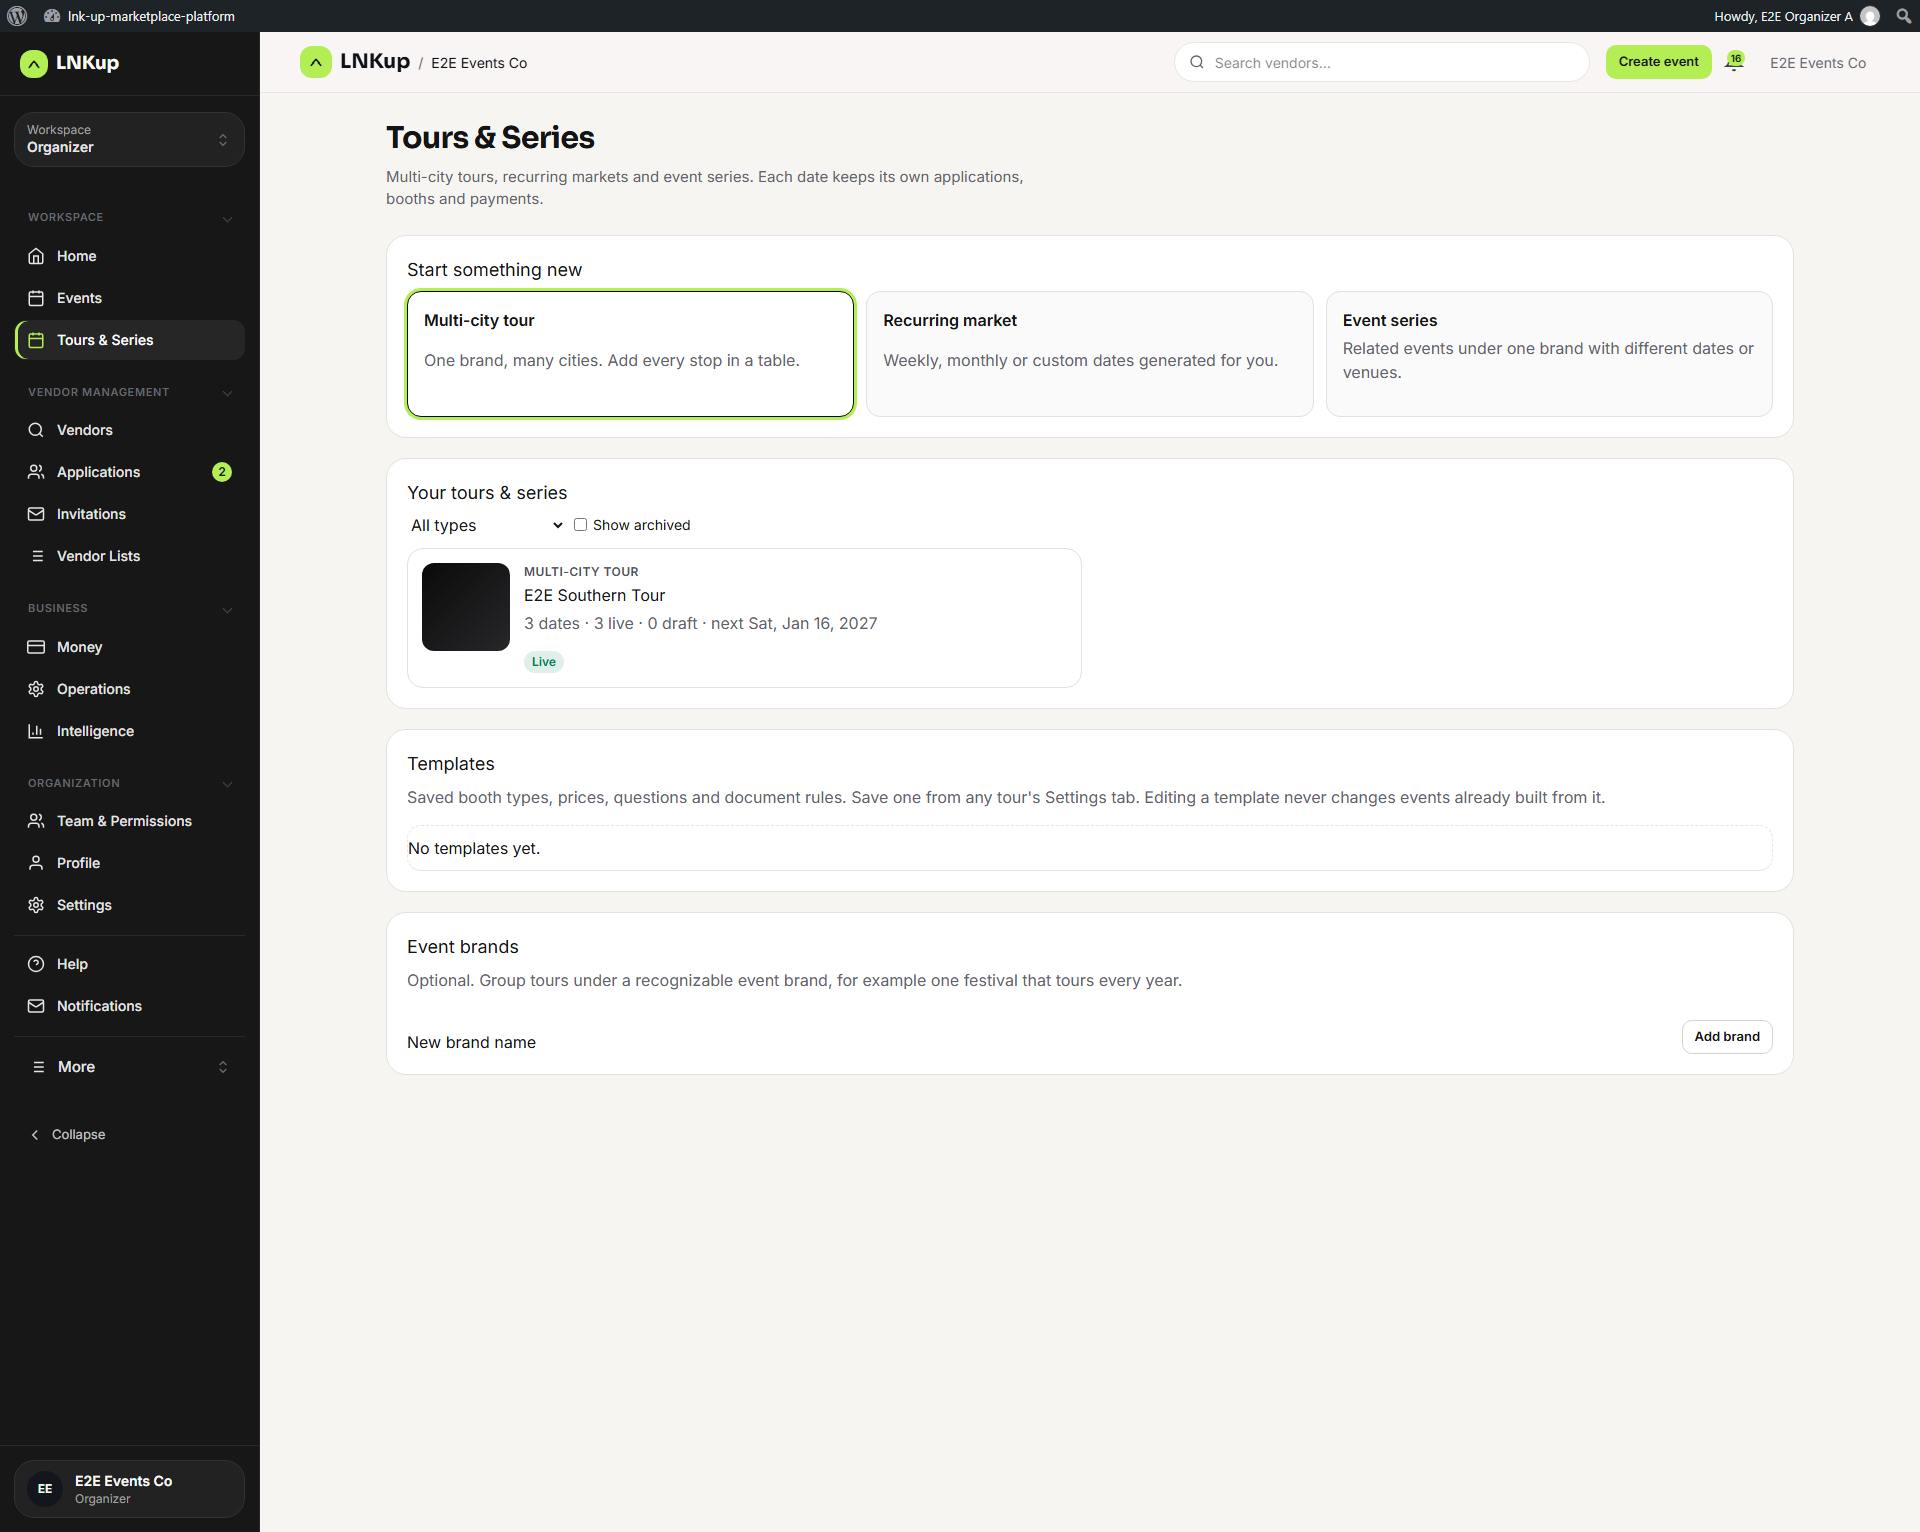 lnk-up-marketplace-platform
Howdy, E2E Organizer A
LNKup
Workspace
Organizer
WORKSPACE
Home
Events
Tours & Series
VENDOR MANAGEMENT
Vendors
Applications
2
Invitations
Vendor Lists
BUSINESS
Money
Operations
Intelligence
ORGANIZATION
Team & Permissions
Profile
Settings
Help
Notifications
More
Collapse
EE
E2E Events Co
Organizer
LNKup / E2E Events Co
Search vendors...
Create event
16
E2E Events Co
Tours & Series
Multi-city tours, recurring markets and event series. Each date keeps its own applications,
booths and payments.
Start something new
Multi-city tour
One brand, many cities. Add every stop in a table.
Recurring market
Weekly, monthly or custom dates generated for you.
Event series
Related events under one brand with different dates or
venues.
Your tours & series
All types
Show archived
MULTI-CITY TOUR
E2E Southern Tour
3 dates · 3 live · 0 draft · next Sat, Jan 16, 2027
Live
Templates
Saved booth types, prices, questions and document rules. Save one from any tour's Settings tab. Editing a template never changes events already built from it.
No templates yet.
Event brands
Optional. Group tours under a recognizable event brand, for example one festival that tours every year.
New brand name
Add brand